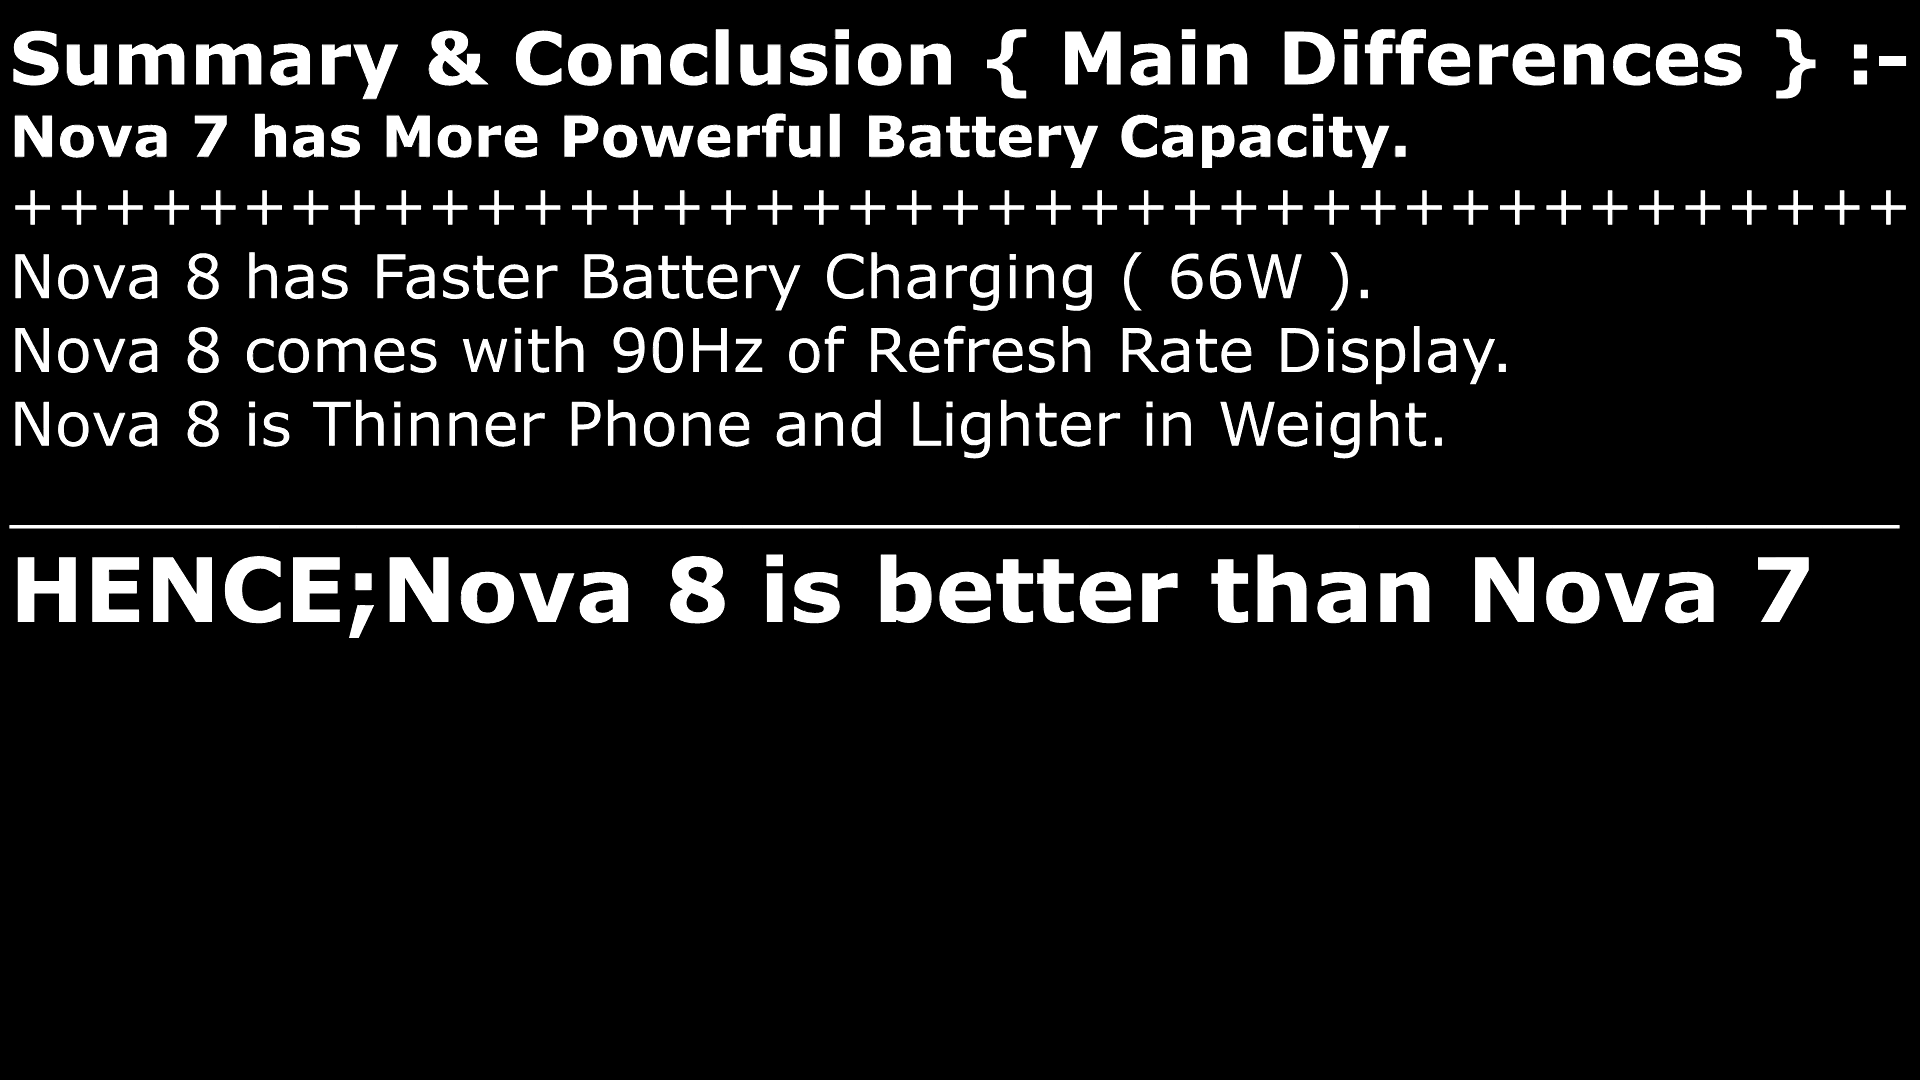 Summary & Conclusion { Main Differences } :-
Nova 7 has More Powerful Battery Capacity.
+++++++++++++++++++++++++++++++++++++++++
Nova 8 has Faster Battery Charging ( 66W ).
Nova 8 comes with 90Hz of Refresh Rate Display.
Nova 8 is Thinner Phone and Lighter in Weight.
HENCE;Nova 8 is better than Nova 7